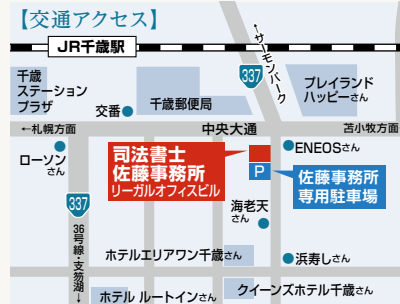 【交通アクセス】
JR千歳駅
千歳
ステーション
プラザ
交番
千歳郵便局
337
↑サーモンパーク
プレイランド
ハッピーさん
←札幌方面
中央大通
苫小牧方面
ローソン
さん
司法書士
佐藤事務所
リーガルオフィスビル
P
ENEOSさん
佐藤事務所
専用駐車場
337
36号線・支笏湖↓
海老天
さん
ホテルエリアワン千歳さん
浜寿しさん
ホテル ルートインさん
クイーンズホテル千歳さん